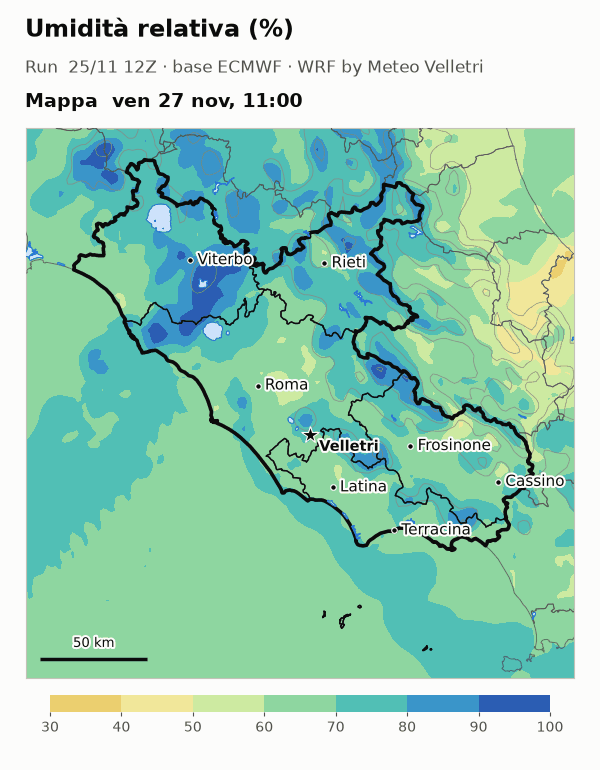 Umidità relativa (%)
Run  25/11 12Z · base ECMWF · WRF by Meteo Velletri
Mappa  ven 27 nov, 11:00
Viterbo
Rieti
Roma
Velletri
Frosinone
Cassino
Latina
Terracina
50 km
30 40 50 60 70 80 90 100